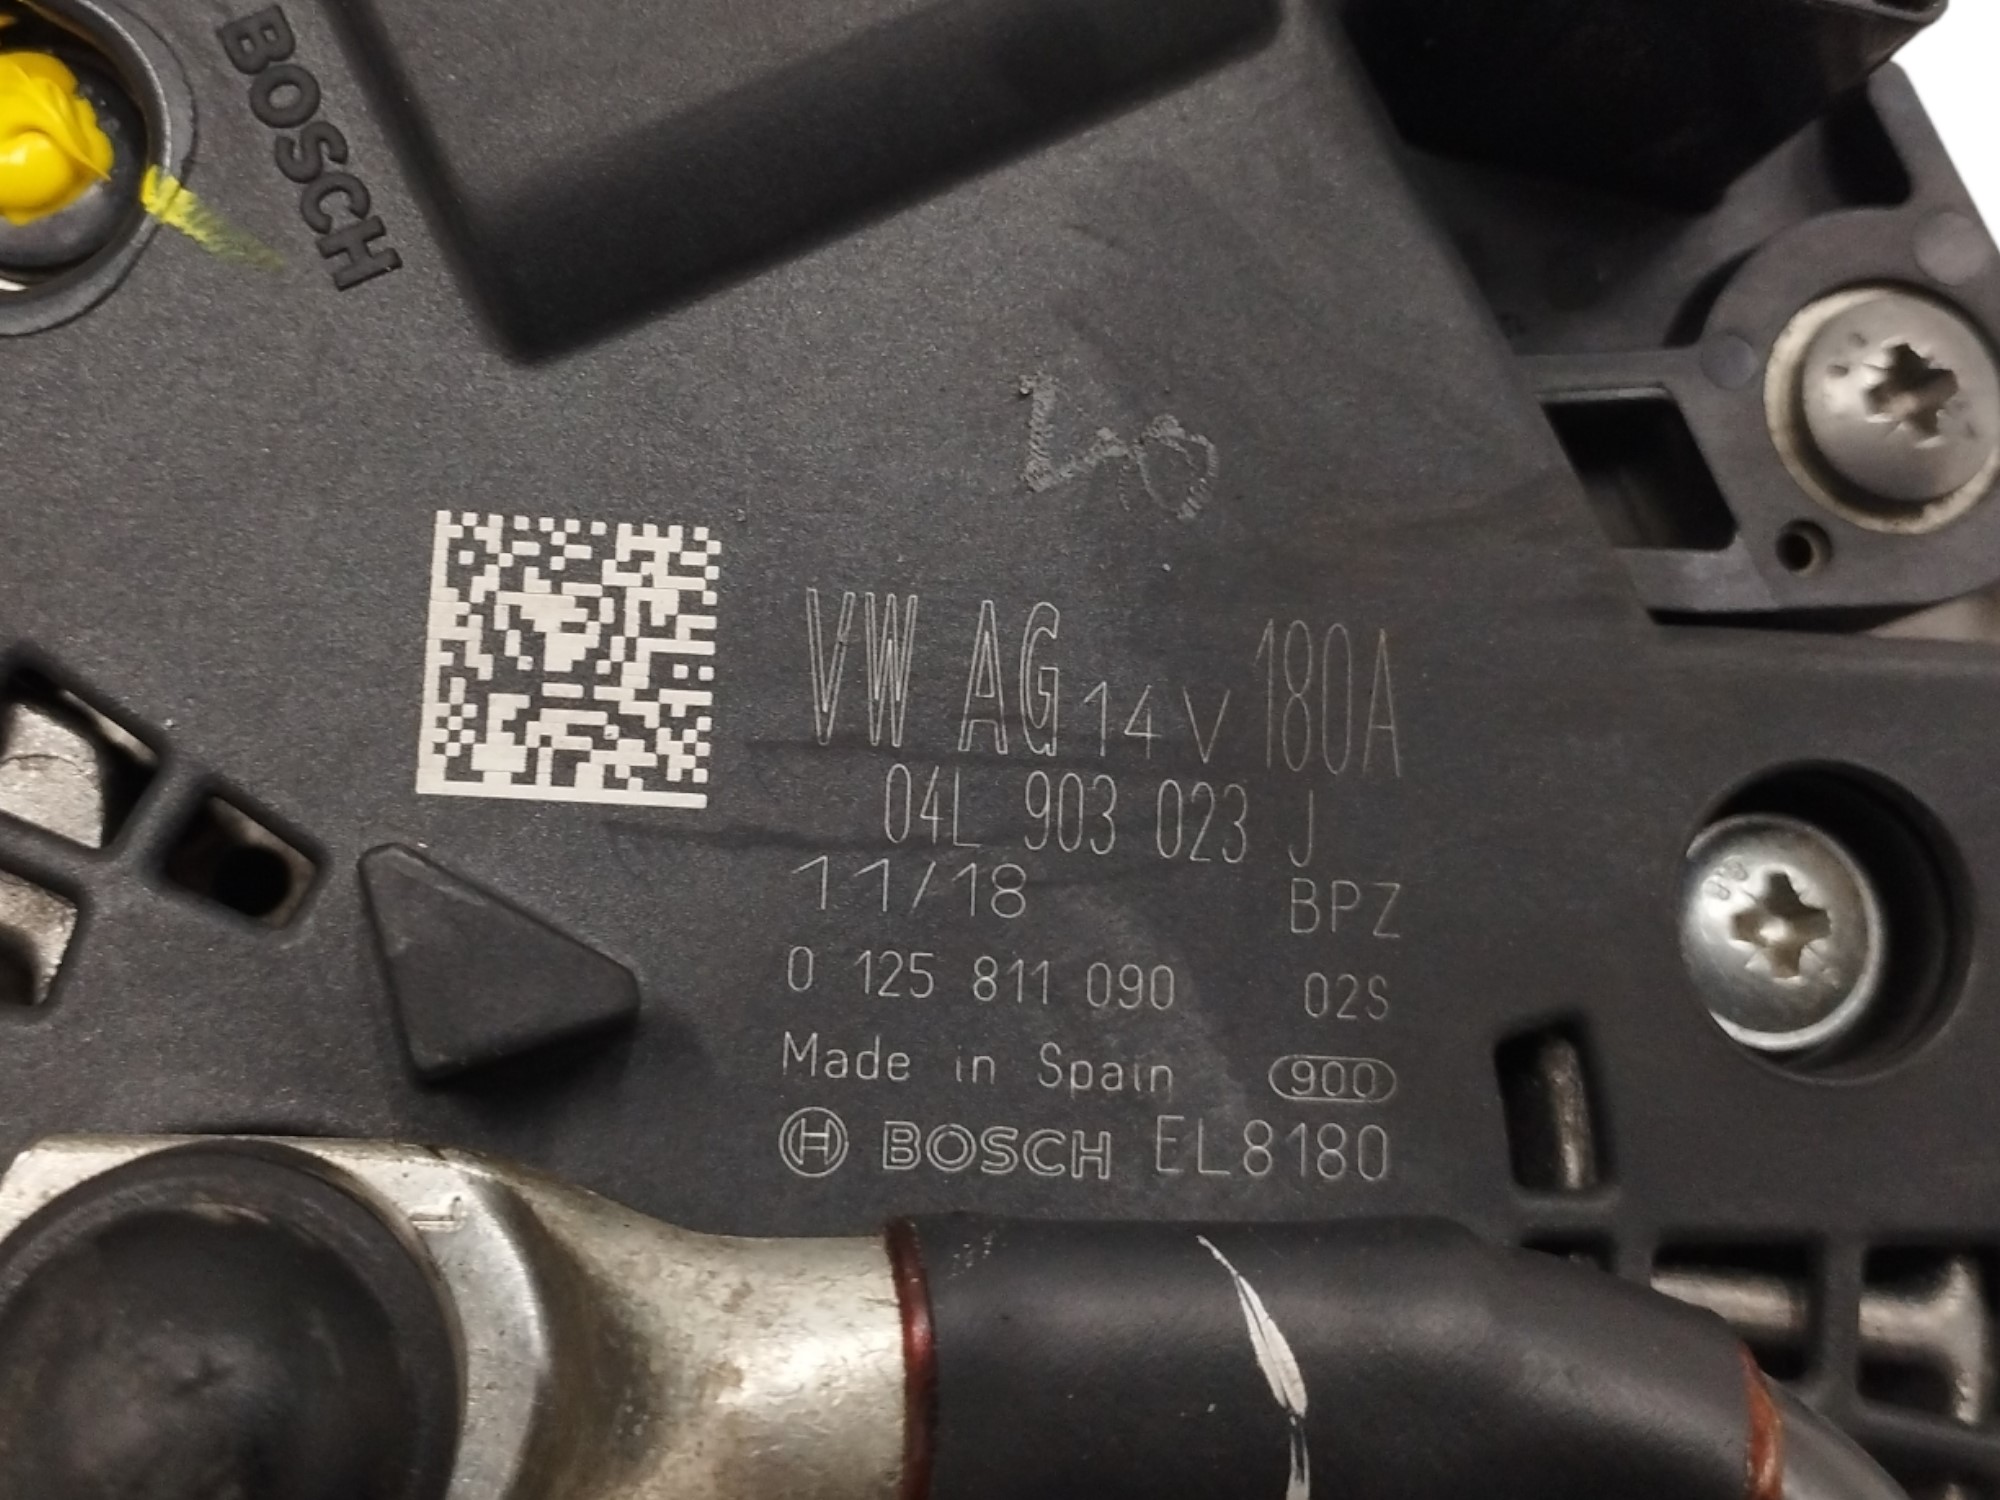 BOSCH
VW AG 14 V 180A
04L 903 023 J
11/18 BPZ
0 125 811 090 02S
Made in Spain 900
BOSCH EL8180